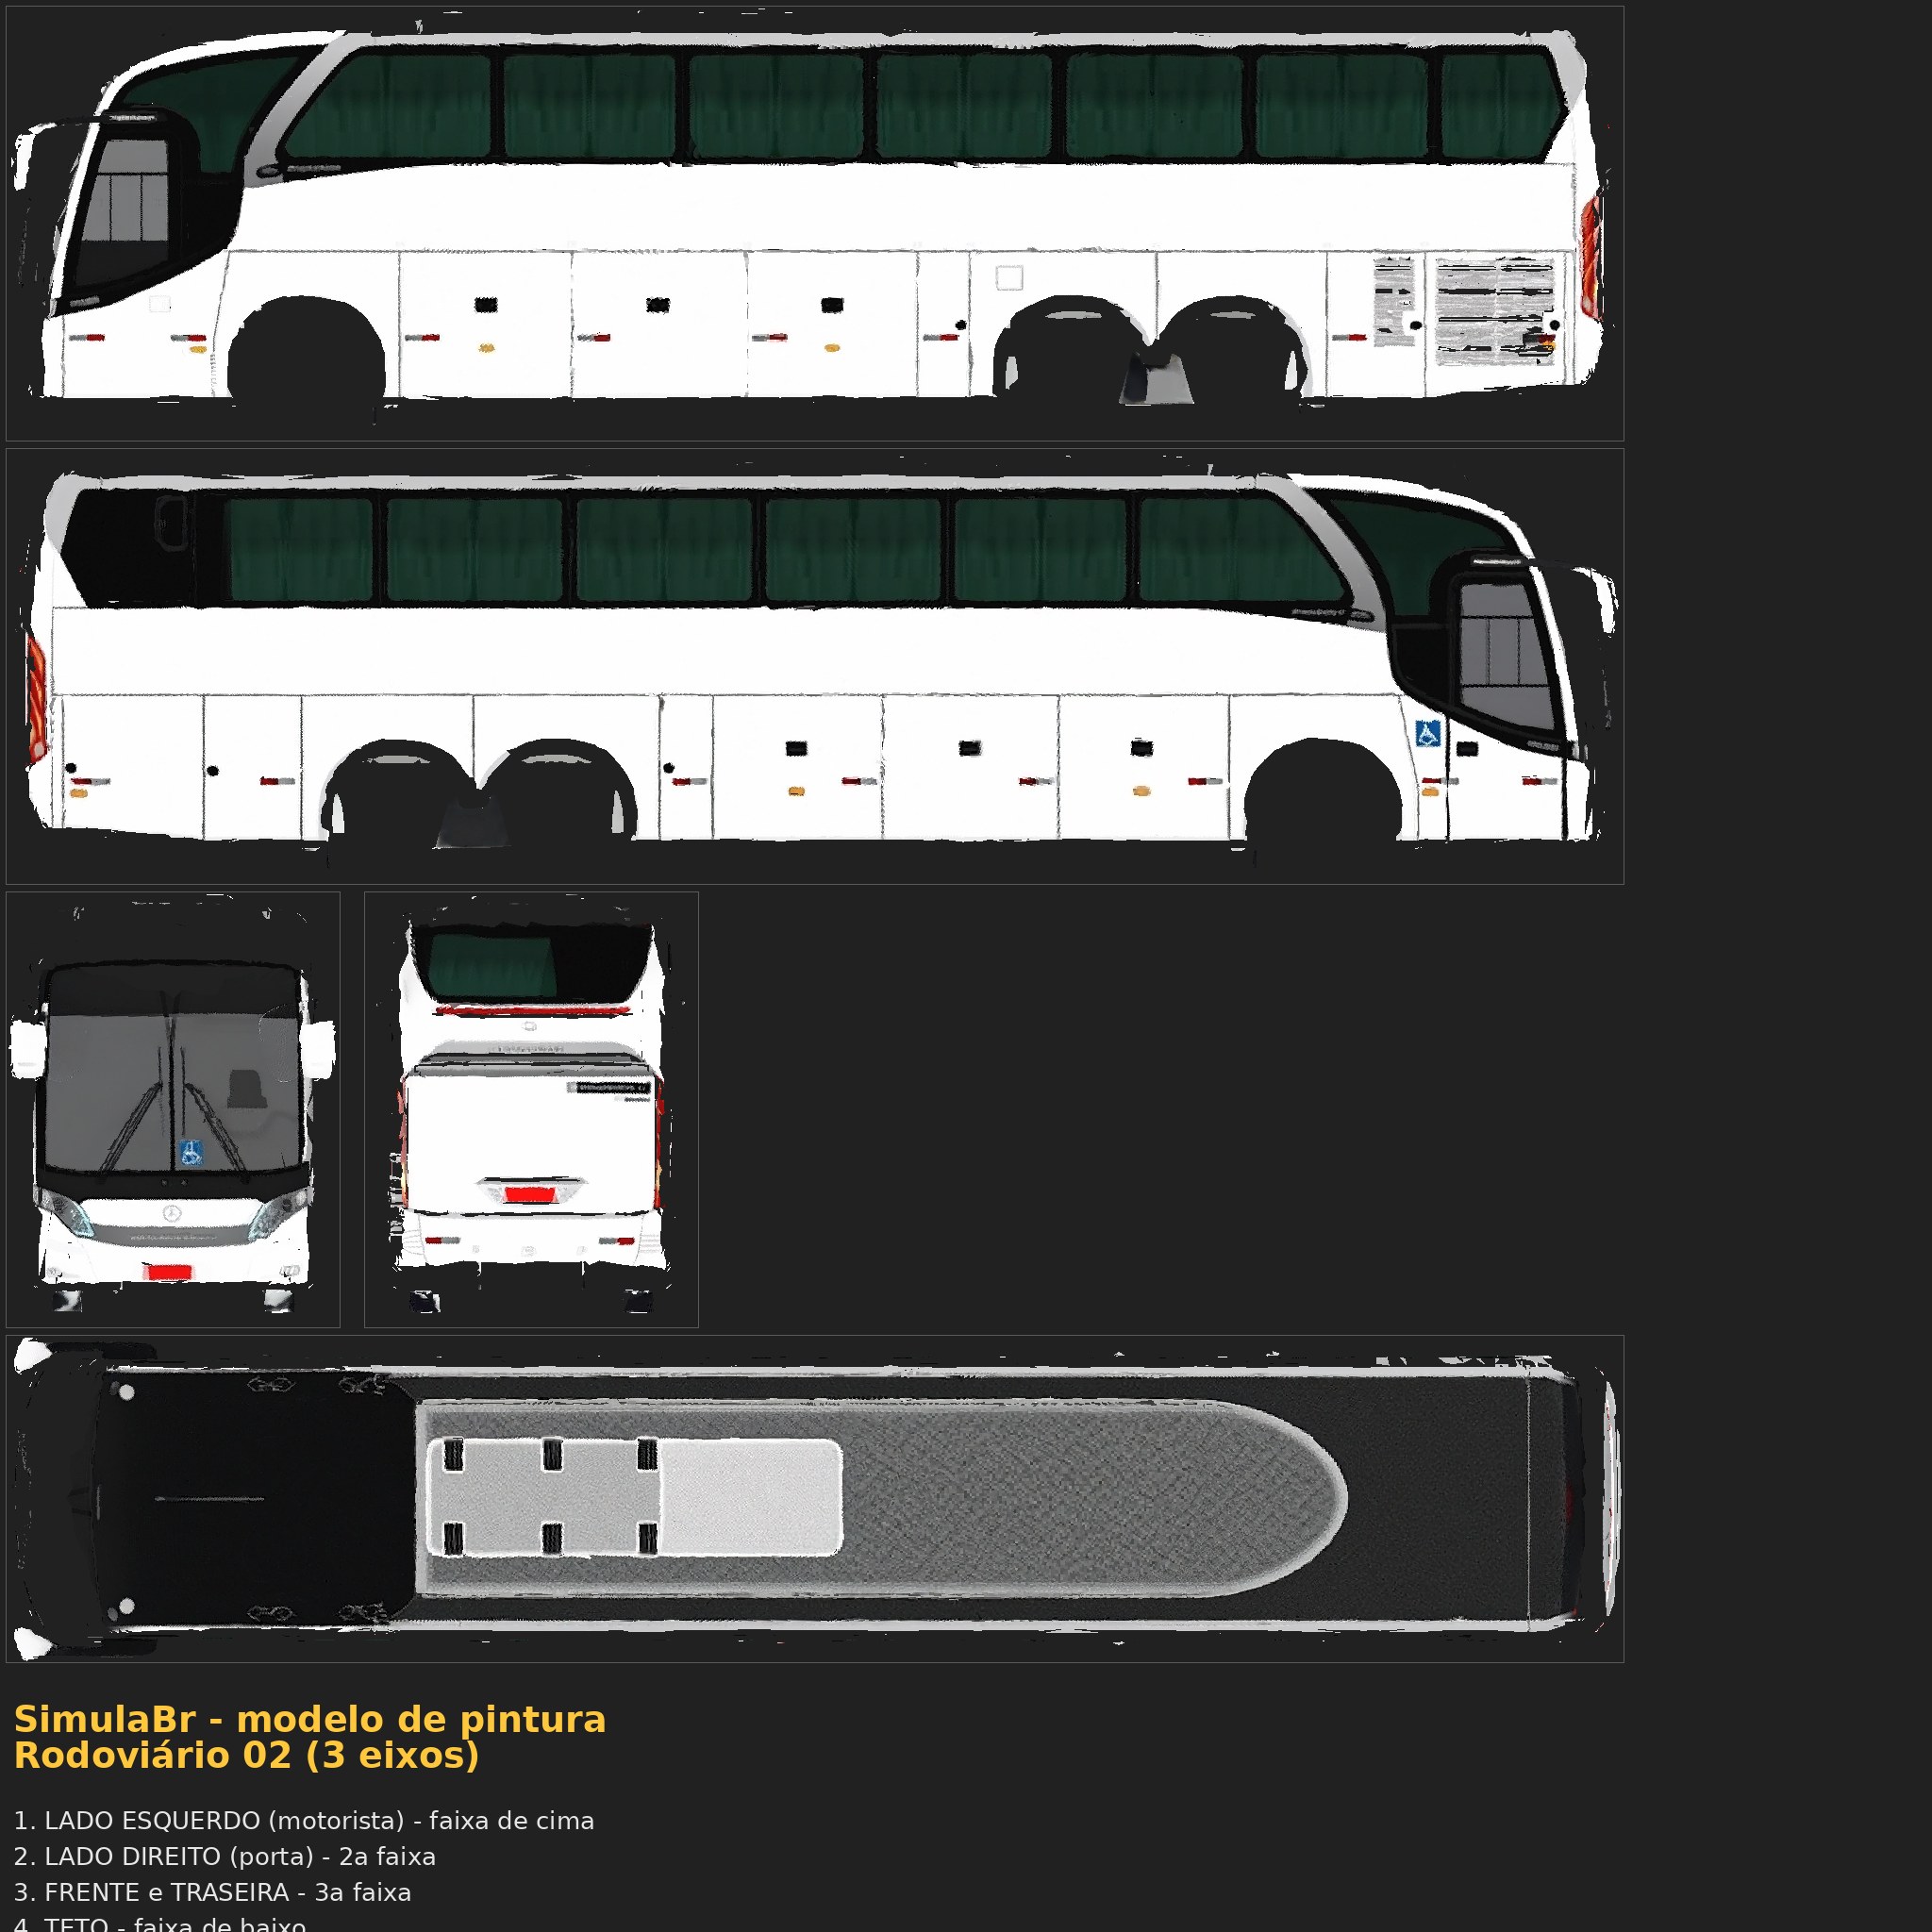 SimulaBr - modelo de pintura
Rodoviário 02 (3 eixos)
1. LADO ESQUERDO (motorista) - faixa de cima
2. LADO DIREITO (porta) - 2a faixa
3. FRENTE e TRASEIRA - 3a faixa
4. TETO - faixa de baixo